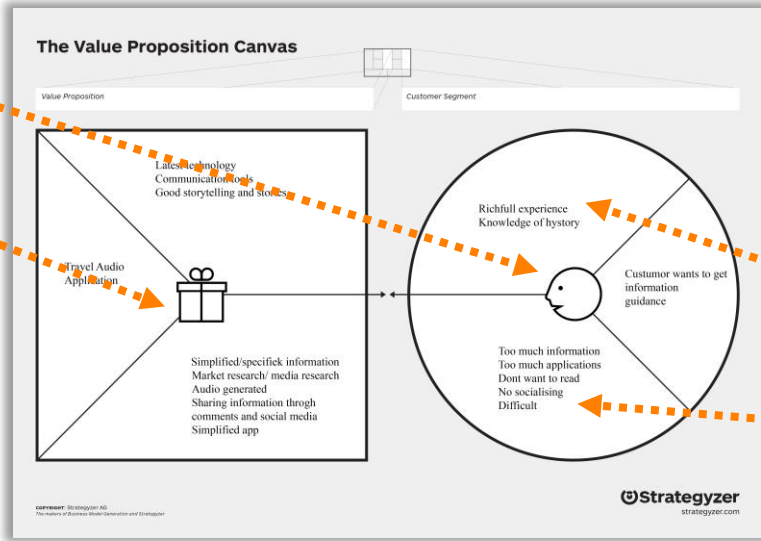 The Value Proposition Canvas
Value Proposition
Customer Segment
Latest technology
Communication tools
Good storytelling and stories
Travel Audio
Application
Simplified/specifiek information
Market research/ media research
Audio generated
Sharing information throgh
comments and social media
Simplified app
Richfull experience
Knowledge of hystory
Custumor wants to get
information
guidance
Too much information
Too much applications
Dont want to read
No socialising
Difficult
COPYRIGHT: Strategyzer AG
The makers of Business Model Generation and Strategyzer
Strategyzer
strategyzer.com